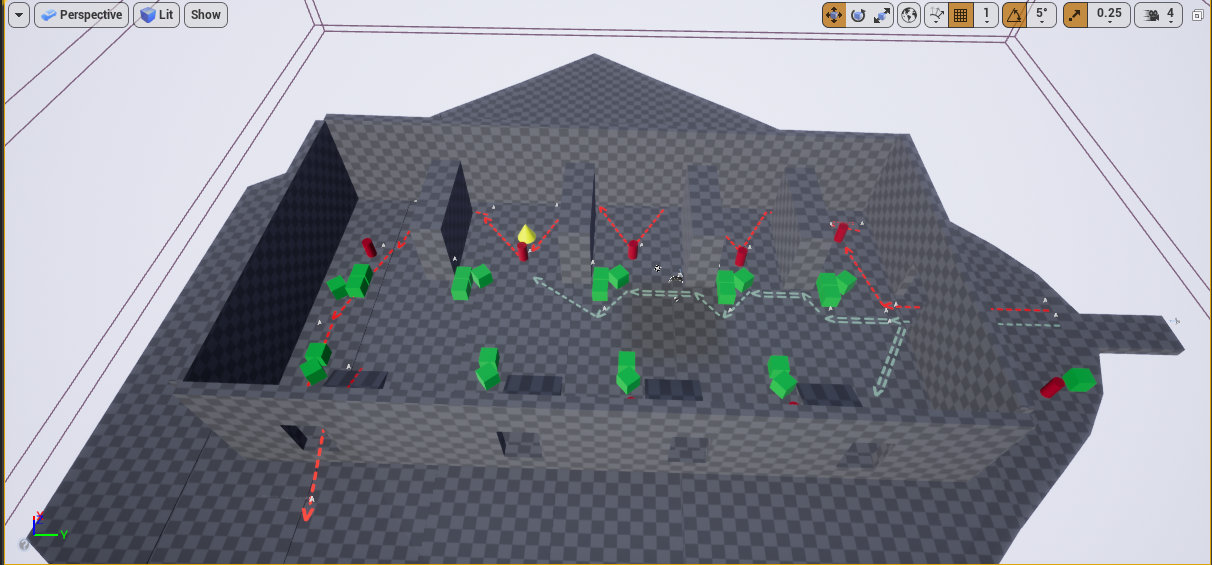 Perspective Lit Show 1 5° 0.25 4
A A A
A A A A A
A A A A A
A A A A A
A A A
A
A
X
Y
?